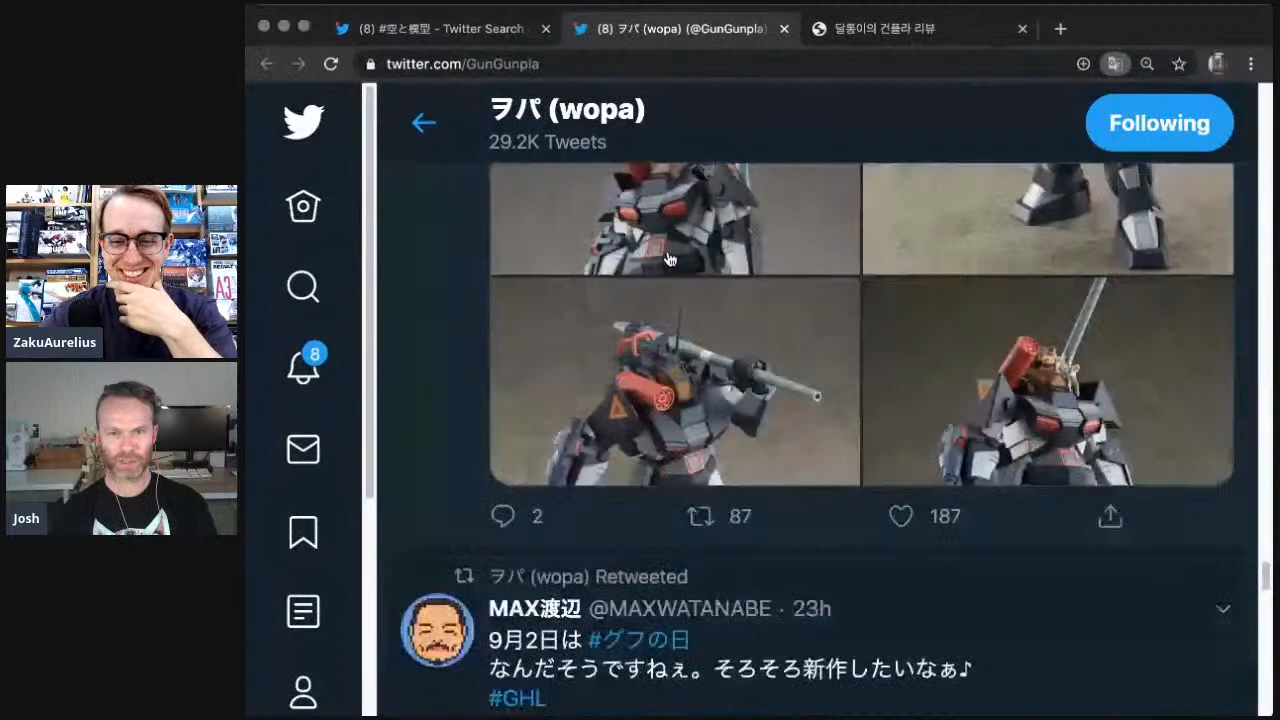 (8) #空と模型 - Twitter Search
(8) ヲパ (wopa) (@GunGunpla)
달롱이의 건플라 리뷰
twitter.com/GunGunpla
ヲパ (wopa)
29.2K Tweets
Following
8
2
87
187
ヲパ (wopa) Retweeted
MAX渡辺 @MAXWATANABE · 23h
9月2日は #グフの日
なんだそうですねぇ。そろそろ新作したいなぁ♪
#GHL
A3
ZakuAurelius
Josh